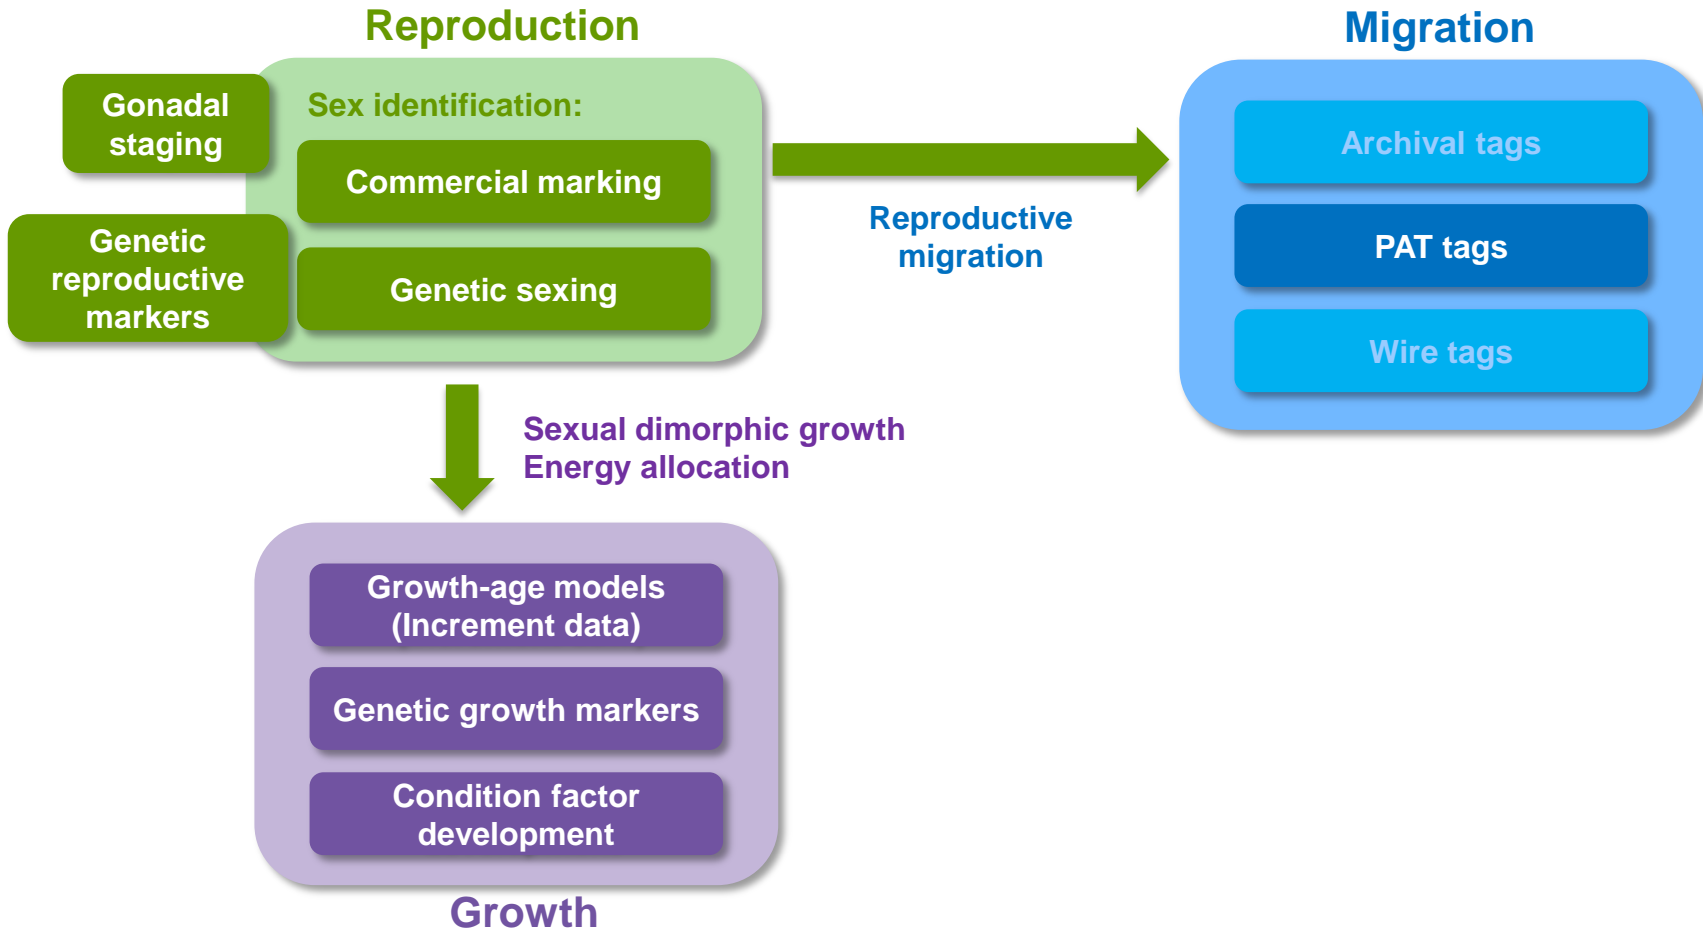 Reproduction
Migration
Gonadal
staging
Sex identification:
Commercial marking
Genetic
reproductive
markers
Genetic sexing
Reproductive
migration
Archival tags
PAT tags
Wire tags
Sexual dimorphic growth
Energy allocation
Growth-age models
(Increment data)
Genetic growth markers
Condition factor
development
Growth